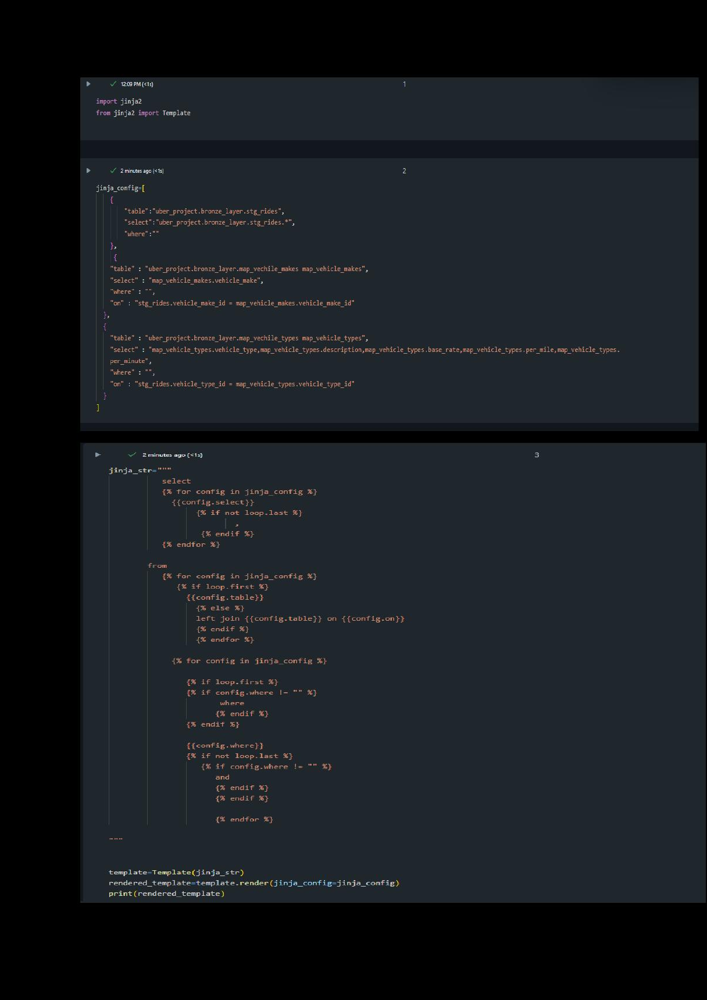 12:09 PM (<1s)
1
import jinja2
from jinja2 import Template
2 minutes ago (<1s)
2
jinja_config=[
{
"table":"uber_project.bronze_layer.stg_rides",
"select":"uber_project.bronze_layer.stg_rides.*",
"where":""
},
{
"table" : "uber_project.bronze_layer.map_vechile_makes map_vehicle_makes",
"select" : "map_vehicle_makes.vehicle_make",
"where" : "",
"on" : "stg_rides.vehicle_make_id = map_vehicle_makes.vehicle_make_id"
},
{
"table" : "uber_project.bronze_layer.map_vechile_types map_vehicle_types",
"select" : "map_vehicle_types.vehicle_type,map_vehicle_types.description,map_vehicle_types.base_rate,map_vehicle_types.per_mile,map_vehicle_types.
per_minute",
"where" : "",
"on" : "stg_rides.vehicle_type_id = map_vehicle_types.vehicle_type_id"
}
]
2 minutes ago (<1s)
3
jinja_str="""
select
{% for config in jinja_config %}
{{config.select}}
{% if not loop.last %}
,
{% endif %}
{% endfor %}
from
{% for config in jinja_config %}
{% if loop.first %}
{{config.table}}
{% else %}
left join {{config.table}} on {{config.on}}
{% endif %}
{% endfor %}
{% for config in jinja_config %}
{% if loop.first %}
{% if config.where != "" %}
where
{% endif %}
{% endif %}
{{config.where}}
{% if not loop.last %}
{% if config.where != "" %}
and
{% endif %}
{% endif %}
{% endfor %}
"""
template=Template(jinja_str)
rendered_template=template.render(jinja_config=jinja_config)
print(rendered_template)